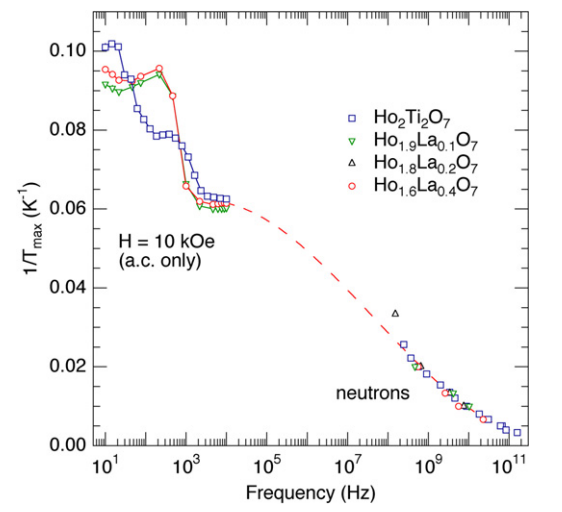 0.10
0.08
0.06
0.04
0.02
0.00
1/Tmax (K⁻¹)
Ho₂Ti₂O₇
Ho₁.₉La₀.₁O₇
Ho₁.₈La₀.₂O₇
Ho₁.₆La₀.₄O₇
H = 10 kOe
(a.c. only)
neutrons
10¹ 10³ 10⁵ 10⁷ 10⁹ 10¹¹
Frequency (Hz)